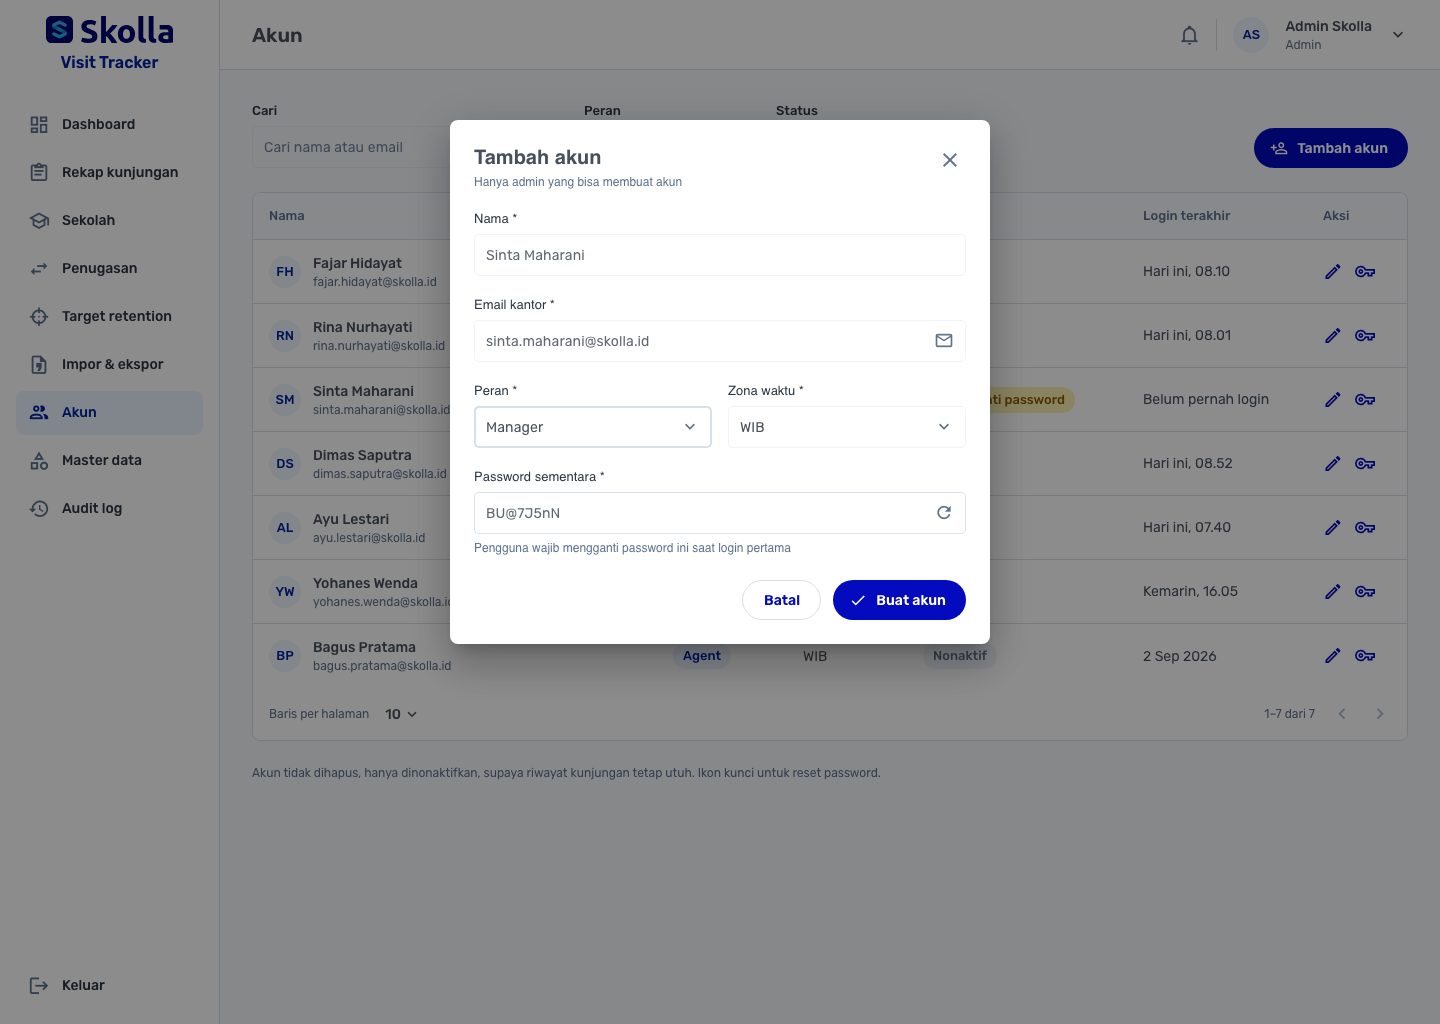 Skolla
Visit Tracker
Dashboard
Rekap kunjungan
Sekolah
Penugasan
Target retention
Impor & ekspor
Akun
Master data
Audit log
Keluar
Akun
AS
Admin Skolla
Admin
Cari
Peran
Status
Cari nama atau email
Tambah akun
Nama
Login terakhir
Aksi
FH
Fajar Hidayat
fajar.hidayat@skolla.id
Hari ini, 08.10
RN
Rina Nurhayati
rina.nurhayati@skolla.id
Hari ini, 08.01
SM
Sinta Maharani
sinta.maharani@skolla.id
password
Belum pernah login
DS
Dimas Saputra
dimas.saputra@skolla.id
Hari ini, 08.52
AL
Ayu Lestari
ayu.lestari@skolla.id
Hari ini, 07.40
YW
Yohanes Wenda
yohanes.wenda@skolla.id
Kemarin, 16.05
BP
Bagus Pratama
bagus.pratama@skolla.id
Agent
WIB
Nonaktif
2 Sep 2026
Baris per halaman
10
1–7 dari 7
Akun tidak dihapus, hanya dinonaktifkan, supaya riwayat kunjungan tetap utuh. Ikon kunci untuk reset password.
Tambah akun
Hanya admin yang bisa membuat akun
Nama *
Sinta Maharani
Email kantor *
sinta.maharani@skolla.id
Peran *
Zona waktu *
Manager
WIB
Password sementara *
BU@7J5nN
Pengguna wajib mengganti password ini saat login pertama
Batal
Buat akun